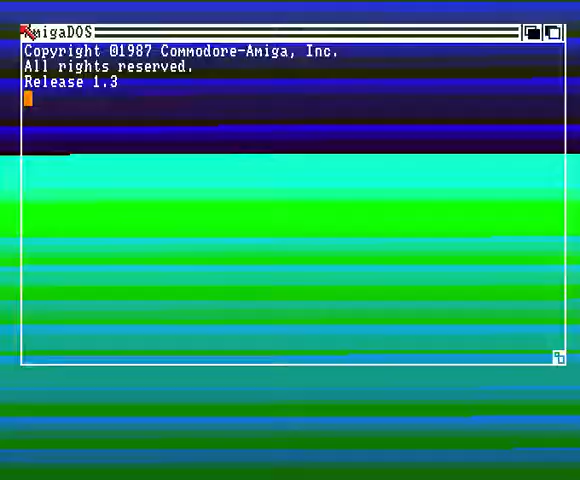 AmigaDOS
Copyright ©1987 Commodore-Amiga, Inc.
All rights reserved.
Release 1.3